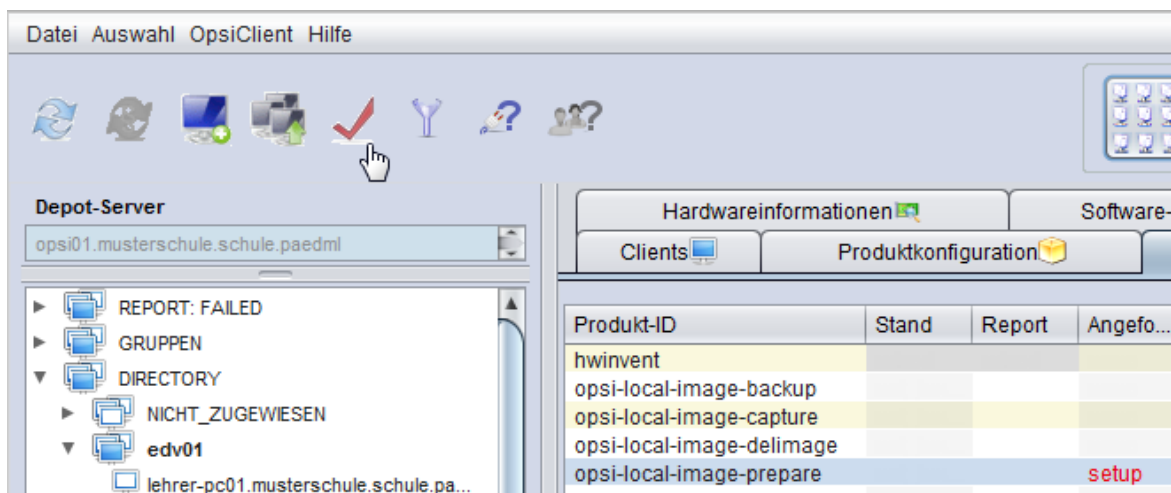 Datei Auswahl OpsiClient Hilfe
Depot-Server
opsi01.musterschule.schule.paedml
REPORT: FAILED
GRUPPEN
DIRECTORY
NICHT_ZUGEWIESEN
edv01
lehrer-pc01.musterschule.schule.pa...
Hardwareinformationen Software-
Clients Produktkonfiguration
Produkt-ID Stand Report Angefo...
hwinvent
opsi-local-image-backup
opsi-local-image-capture
opsi-local-image-delimage
opsi-local-image-prepare setup